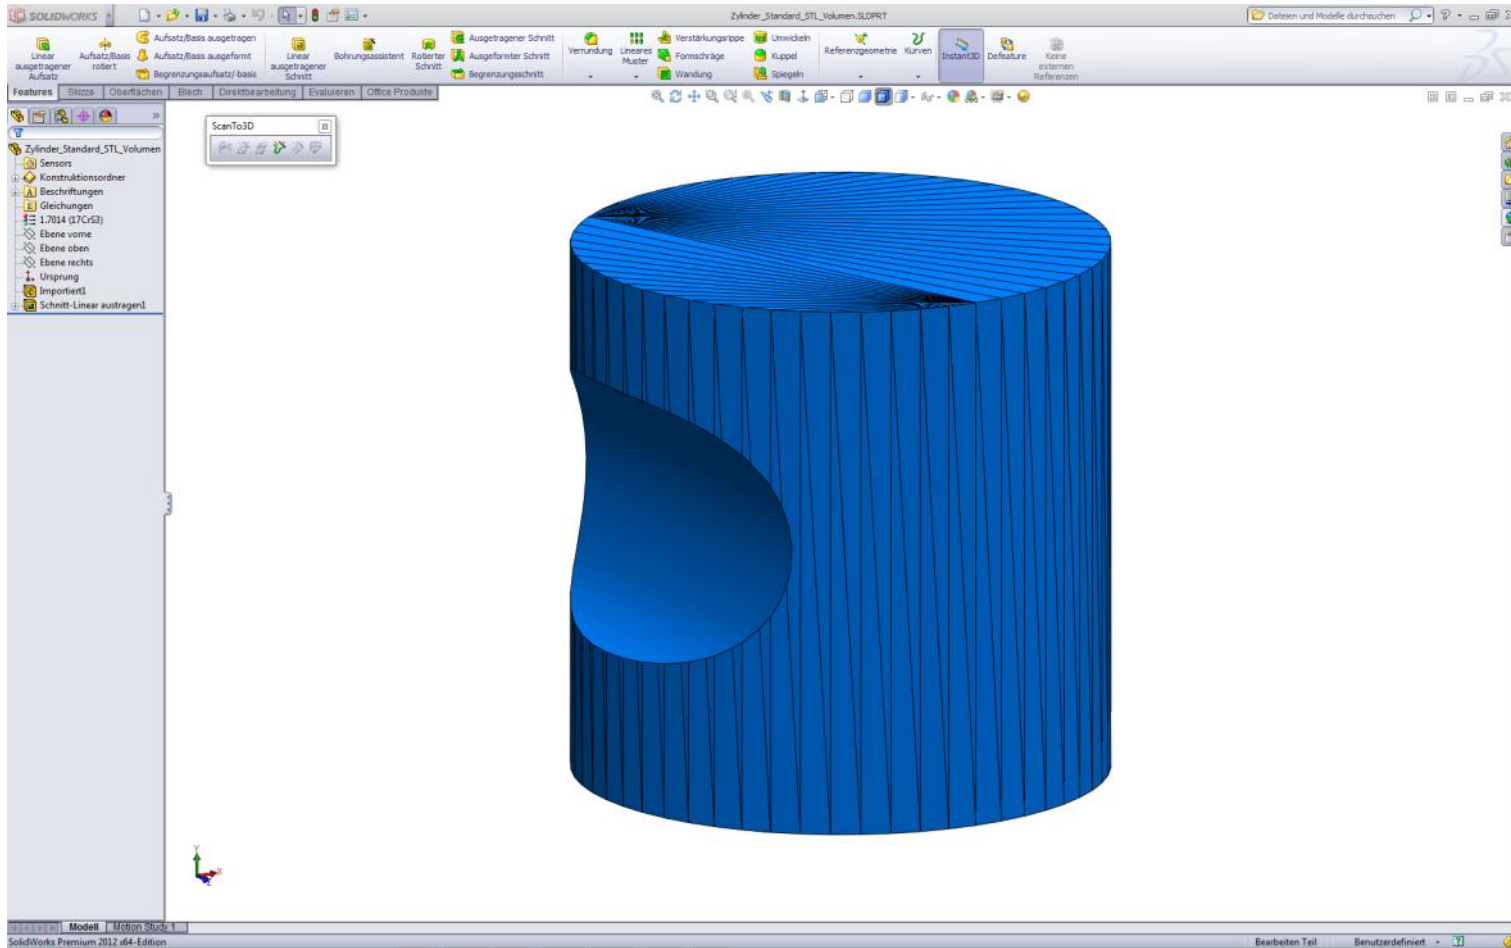 SOLIDWORKS
Zylinder_Standard_STL_Volumen.SLDPRT
Dateien und Modelle durchsuchen
Linear ausgetragener Aufsatz
Aufsatz/Basis rotiert
Aufsatz/Basis ausgetragen
Aufsatz/Basis ausgeformt
Begrenzungsaufsatz/-basis
Linear ausgetragener Schnitt
Bohrungsassistent
Rotierter Schnitt
Ausgetragener Schnitt
Ausgeformter Schnitt
Begrenzungsschnitt
Verrundung
Lineares Muster
Verstärkungsrippe
Formschräge
Wandung
Umwickeln
Kuppel
Spiegeln
Referenzgeometrie
Kurven
Instant3D
Defeature
Keine externen Referenzen
Features
Skizze
Oberflächen
Blech
Direktbearbeitung
Evaluieren
Office Produkte
ScanTo3D
Zylinder_Standard_STL_Volumen
Sensors
Konstruktionsordner
Beschriftungen
Gleichungen
1.7014 (17CrS3)
Ebene vorne
Ebene oben
Ebene rechts
Ursprung
Importiert1
Schnitt-Linear austragen1
Y
X
Z
Modell
Motion Study 1
SolidWorks Premium 2012 x64-Edition
Bearbeiten Teil
Benutzerdefiniert